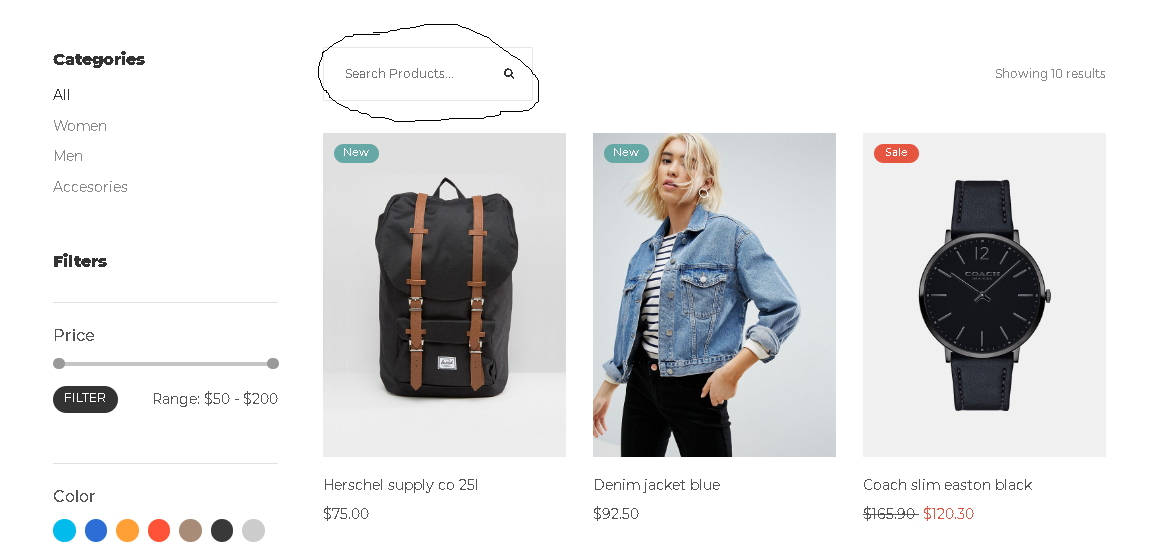 Categories
All
Women
Men
Accesories
Filters
Price
FILTER
Range: $50 - $200
Color
Search Products...
Showing 10 results
New
New
Sale
COACH
Herschel supply co 25l
$75.00
Denim jacket blue
$92.50
Coach slim easton black
$165.90 $120.30